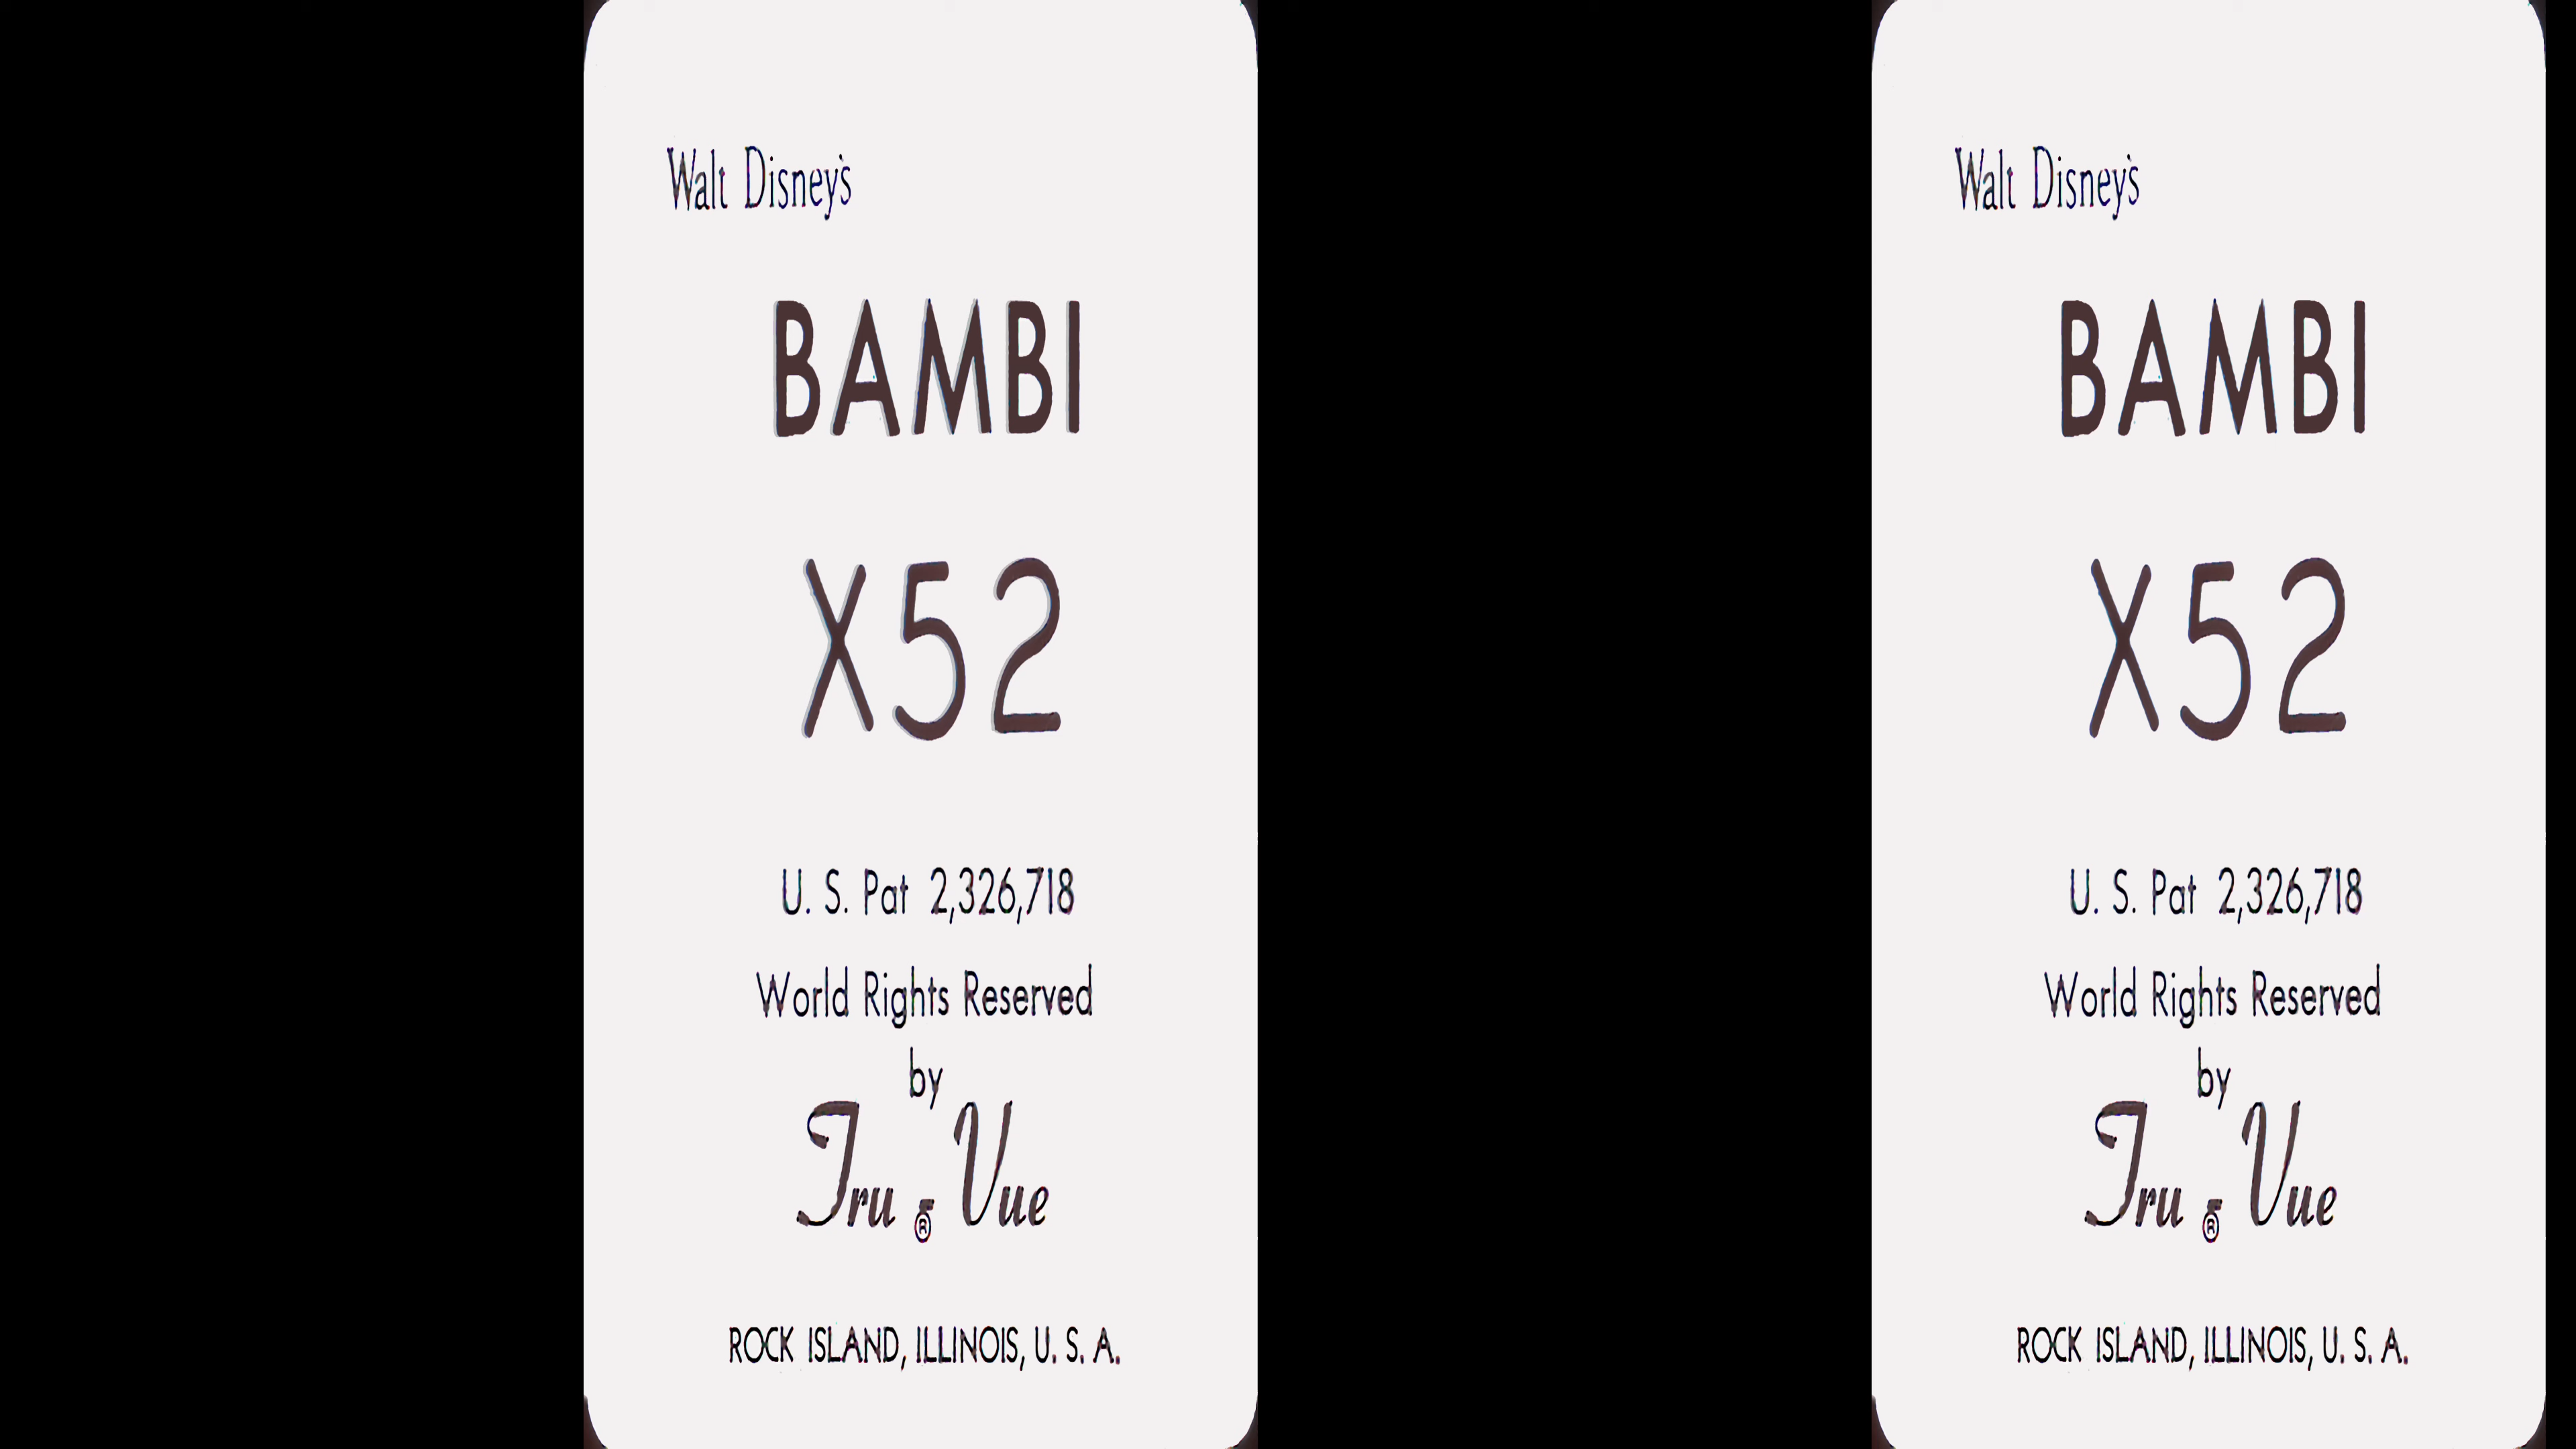 Walt Disney's
BAMBI
X52
U. S. Pat 2,326,718
World Rights Reserved
by
Tru-Vue
®
ROCK ISLAND, ILLINOIS, U. S. A.
Walt Disney's
BAMBI
X52
U. S. Pat 2,326,718
World Rights Reserved
by
Tru-Vue
®
ROCK ISLAND, ILLINOIS, U. S. A.